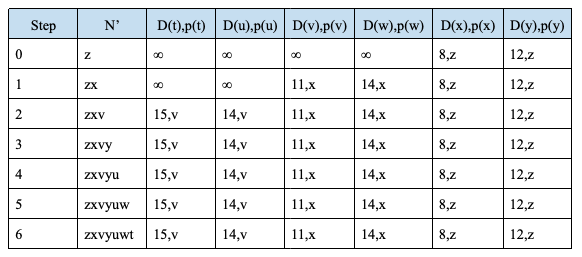 Step N’ D(t),p(t) D(u),p(u) D(v),p(v) D(w),p(w) D(x),p(x) D(y),p(y)
0 z ∞ ∞ ∞ ∞ 8,z 12,z
1 zx ∞ ∞ 11,x 14,x 8,z 12,z
2 zxv 15,v 14,v 11,x 14,x 8,z 12,z
3 zxvy 15,v 14,v 11,x 14,x 8,z 12,z
4 zxvyu 15,v 14,v 11,x 14,x 8,z 12,z
5 zxvyuw 15,v 14,v 11,x 14,x 8,z 12,z
6 zxvyuwt 15,v 14,v 11,x 14,x 8,z 12,z